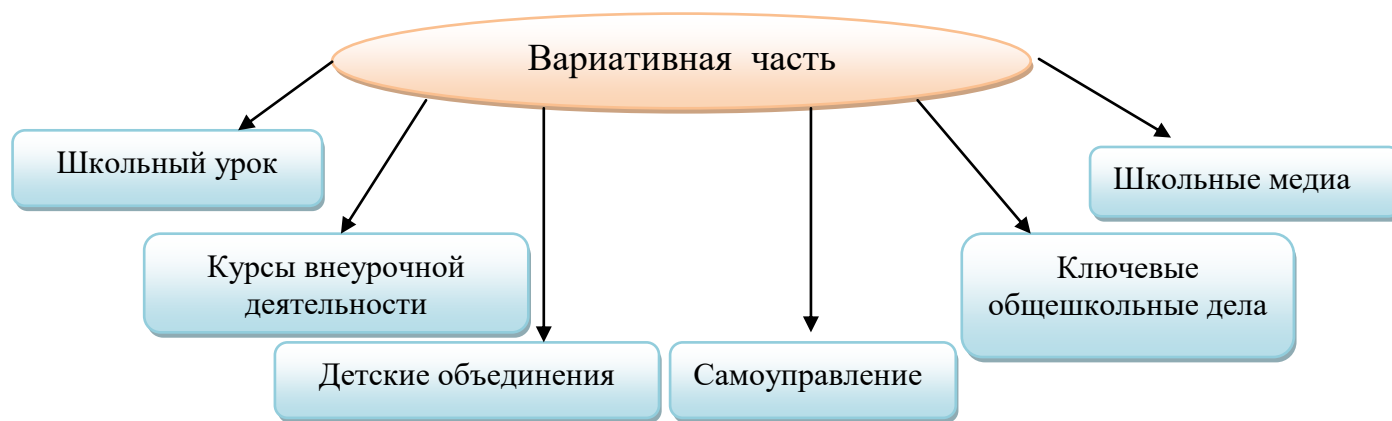 Вариативная часть
Школьный урок
Школьные медиа
Курсы внеурочной
деятельности
Ключевые
общешкольные дела
Детские объединения
Самоуправление